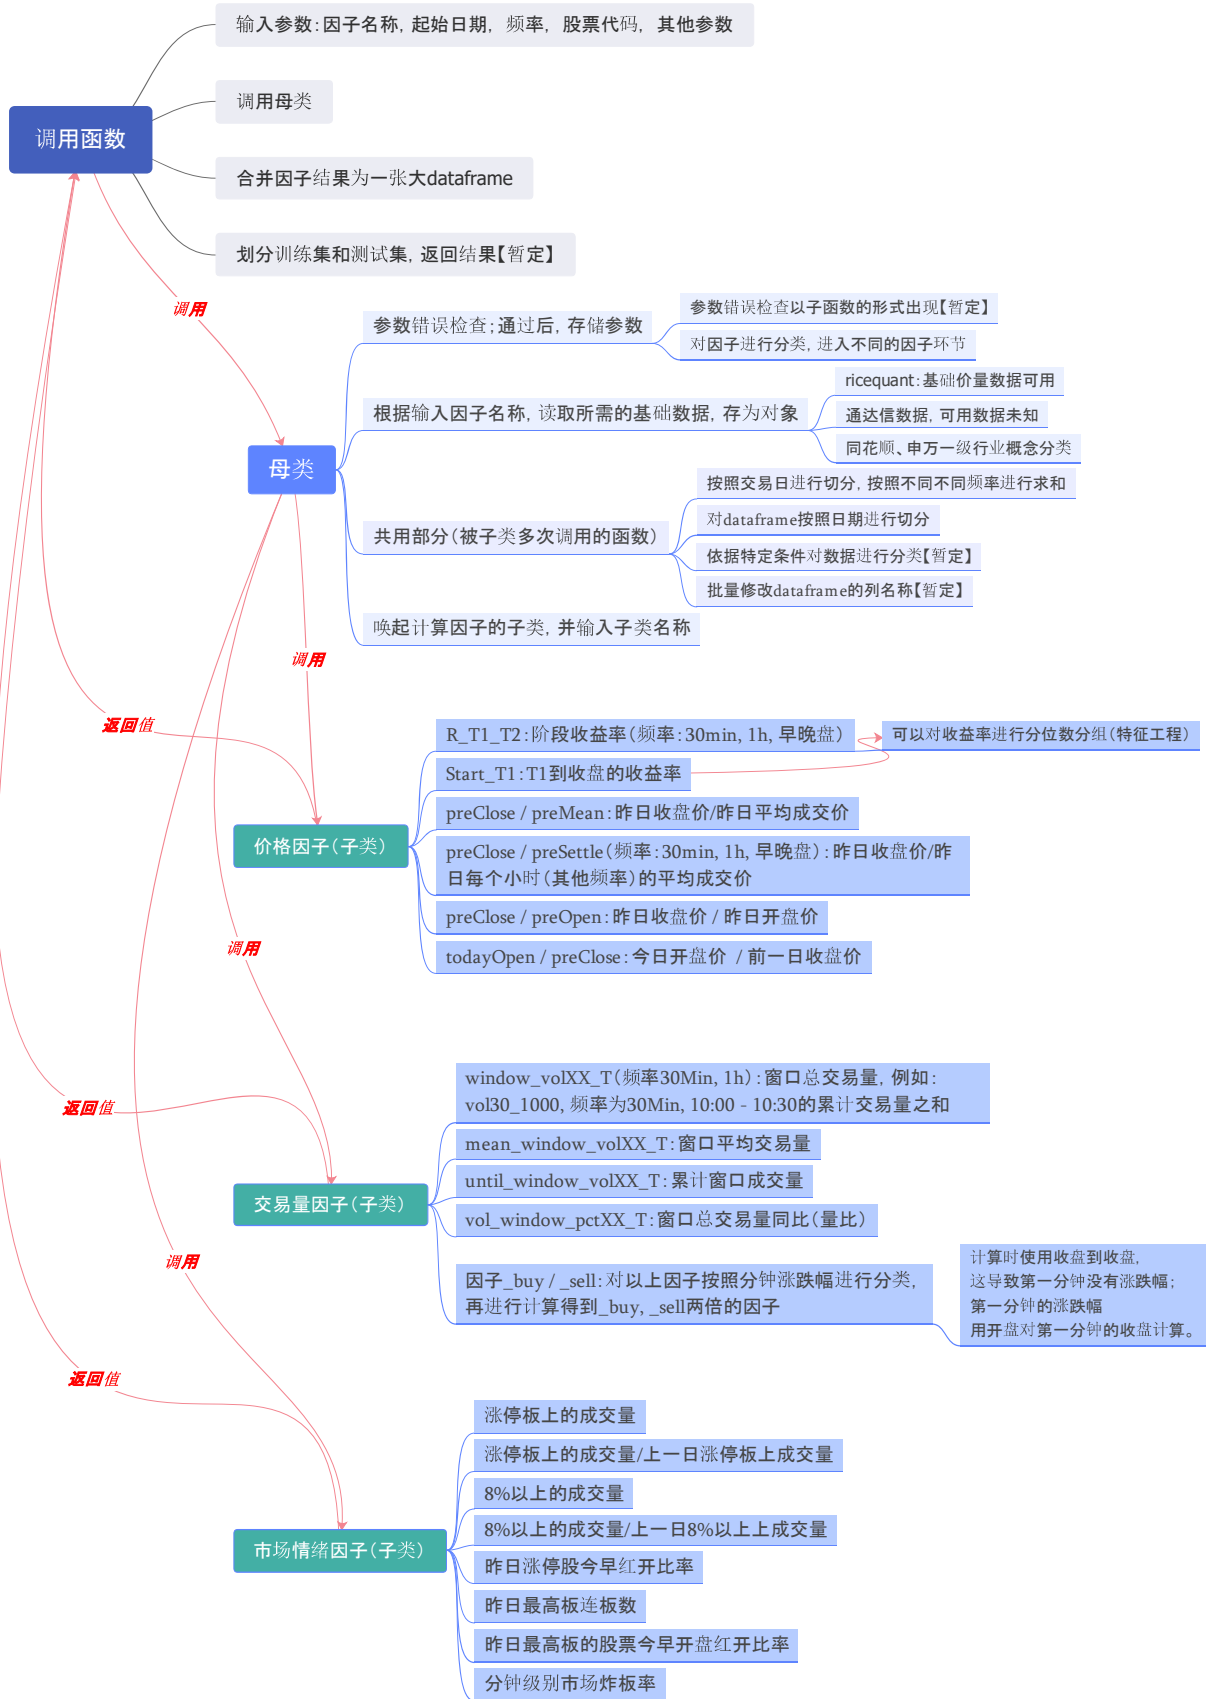 输入参数：因子名称, 起始日期， 频率， 股票代码， 其他参数
调用母类
调用函数
合并因子结果为一张大dataframe
划分训练集和测试集, 返回结果【暂定】
调用
参数错误检查；通过后, 存储参数
参数错误检查以子函数的形式出现【暂定】
对因子进行分类, 进入不同的因子环节
根据输入因子名称, 读取所需的基础数据, 存为对象
ricequant：基础价量数据可用
通达信数据, 可用数据未知
同花顺、申万一级行业概念分类
母类
共用部分（被子类多次调用的函数）
按照交易日进行切分, 按照不同不同频率进行求和
对dataframe按照日期进行切分
依据特定条件对数据进行分类【暂定】
批量修改dataframe的列名称【暂定】
唤起计算因子的子类, 并输入子类名称
调用
返回值
R_T1_T2：阶段收益率（频率：30min, 1h, 早晚盘）
可以对收益率进行分位数分组（特征工程）
Start_T1：T1到收盘的收益率
preClose / preMean：昨日收盘价/昨日平均成交价
价格因子（子类）
preClose / preSettle（频率：30min, 1h, 早晚盘）：昨日收盘价/昨
日每个小时（其他频率）的平均成交价
preClose / preOpen：昨日收盘价 / 昨日开盘价
todayOpen / preClose：今日开盘价 / 前一日收盘价
调用
window_volXX_T（频率30Min, 1h）：窗口总交易量, 例如：
vol30_1000, 频率为30Min, 10:00 - 10:30的累计交易量之和
返回值
mean_window_volXX_T：窗口平均交易量
until_window_volXX_T：累计窗口成交量
交易量因子（子类）
vol_window_pctXX_T：窗口总交易量同比（量比）
调用
因子_buy / _sell：对以上因子按照分钟涨跌幅进行分类,
再进行计算得到_buy, _sell两倍的因子
计算时使用收盘到收盘,
这导致第一分钟没有涨跌幅；
第一分钟的涨跌幅
用开盘对第一分钟的收盘计算。
返回值
涨停板上的成交量
涨停板上的成交量/上一日涨停板上成交量
8%以上的成交量
8%以上的成交量/上一日8%以上上成交量
市场情绪因子（子类）
昨日涨停股今早红开比率
昨日最高板连板数
昨日最高板的股票今早开盘红开比率
分钟级别市场炸板率